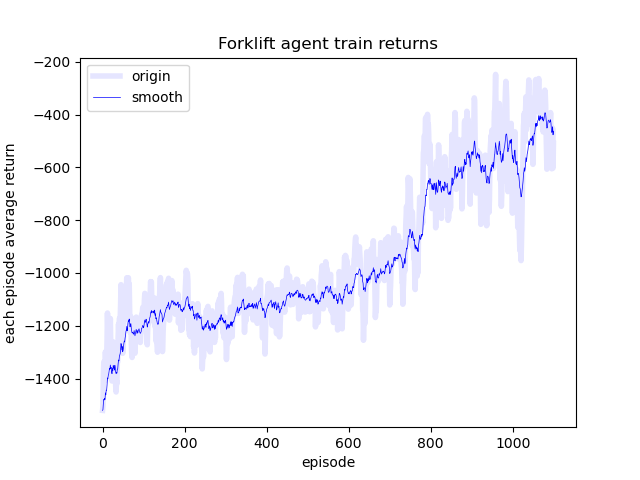 Forklift agent train returns
origin
smooth
each episode average return
−200
−400
−600
−800
−1000
−1200
−1400
0 200 400 600 800 1000
episode